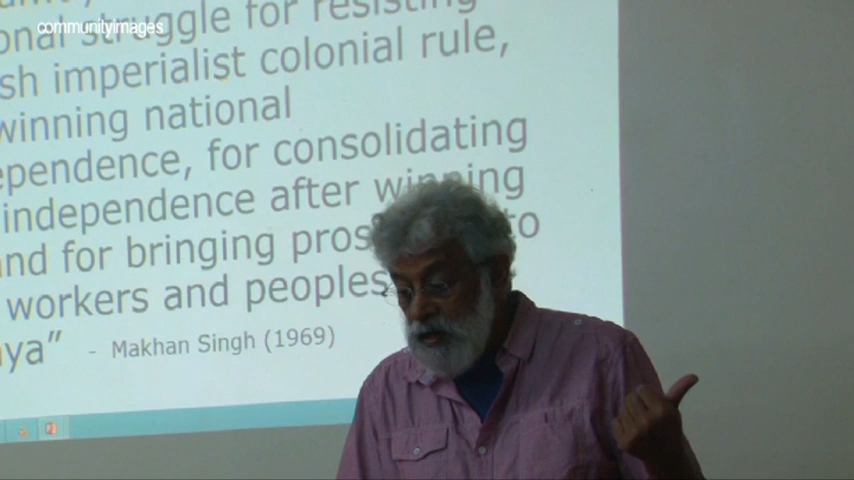 communityimages
onal struggle for resisting
sh imperialist colonial rule,
winning national
ependence, for consolidating
independence after winning
nd for bringing pros to
workers and peoples
ya”
- Makhan Singh (1969)